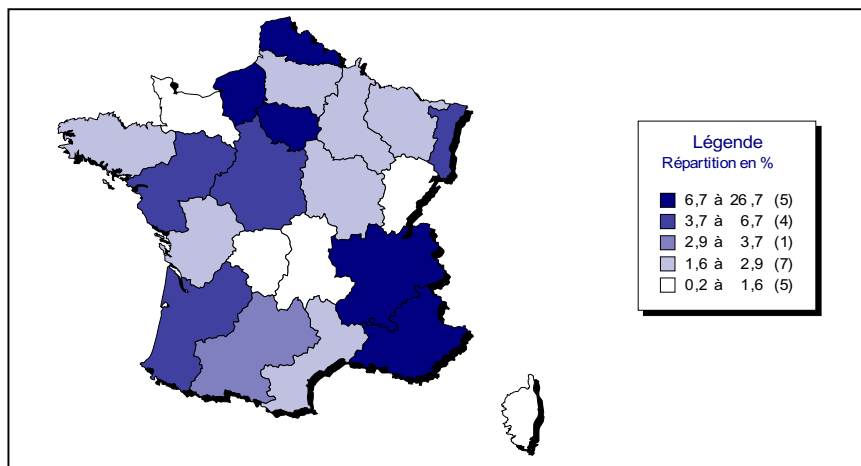 Légende
Répartition en %
6,7 à 26,7 (5)
3,7 à 6,7 (4)
2,9 à 3,7 (1)
1,6 à 2,9 (7)
0,2 à 1,6 (5)